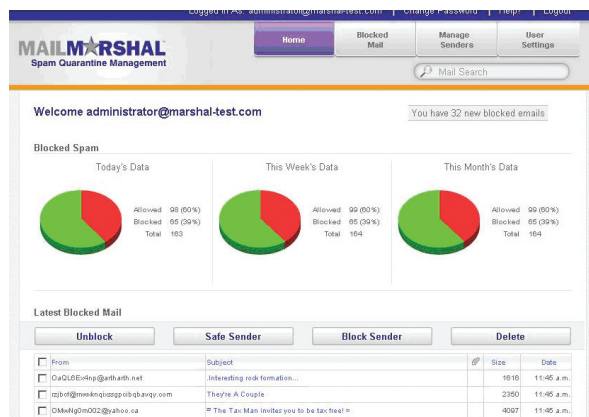 Logged in As: administrator@marshal-test.com | Change Password | Help! | Logout
MAILMARSHAL
Spam Quarantine Management
Home
Blocked Mail
Manage Senders
User Settings
Mail Search
Welcome administrator@marshal-test.com
You have 32 new blocked emails
Blocked Spam
Today's Data
Allowed 98 (60%)
Blocked 65 (39%)
Total 163
This Week's Data
Allowed 99 (60%)
Blocked 65 (39%)
Total 164
This Month's Data
Allowed 99 (60%)
Blocked 65 (39%)
Total 164
Latest Blocked Mail
Unblock Safe Sender Block Sender Delete
From Subject Size Date
.Interesting rock formation... 1616 11:45 a.m.
They're A Couple 2350 11:45 a.m.
OMwNg0m002@yahoo.ca = The Tax Man invites you to be tax free! = 4097 11:45 a.m.